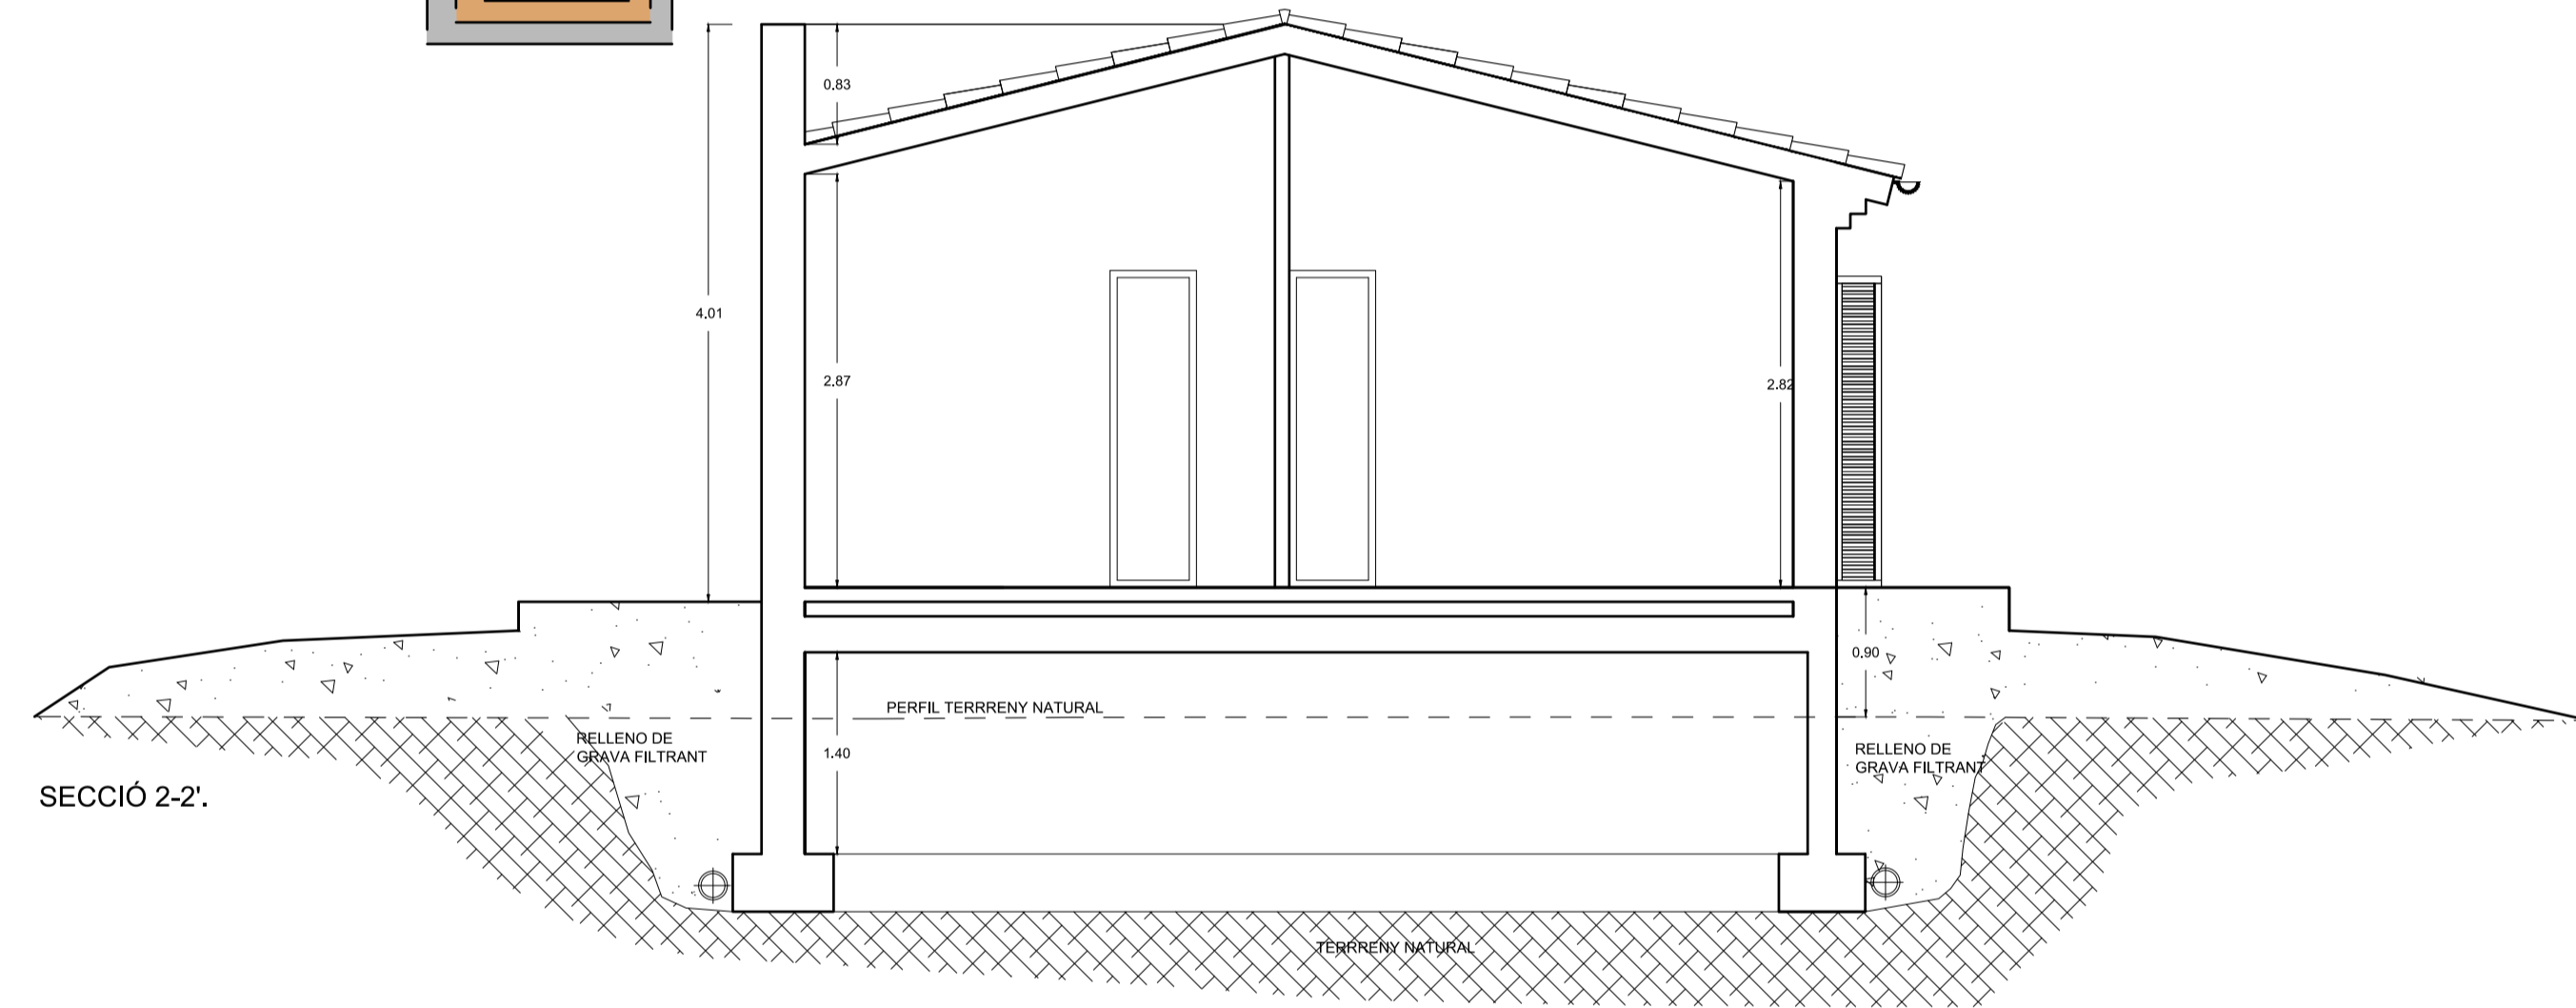 0.83
4.01
2.87
2.82
0.90
PERFIL TERRRENY NATURAL
RELLENO DE
GRAVA FILTRANT
1.40
RELLENO DE
GRAVA FILTRANT
SECCIÓ 2-2'.
TERRRENY NATURAL